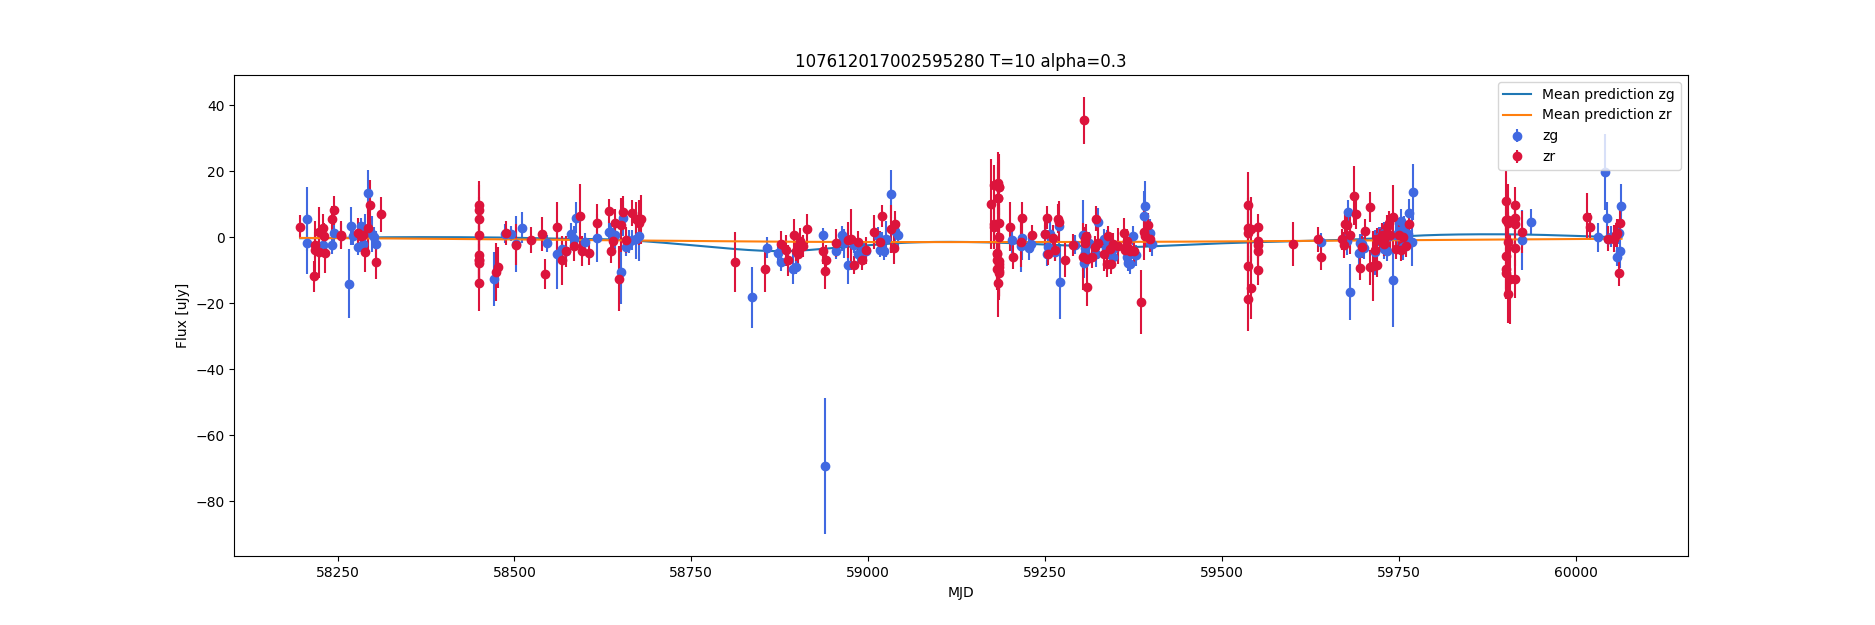 107612017002595280 T=10 alpha=0.3
Mean prediction zg
Mean prediction zr
zg
zr
40
20
0
−20
−40
−60
−80
Flux [uJy]
58250
58500
58750
59000
59250
59500
59750
60000
MJD